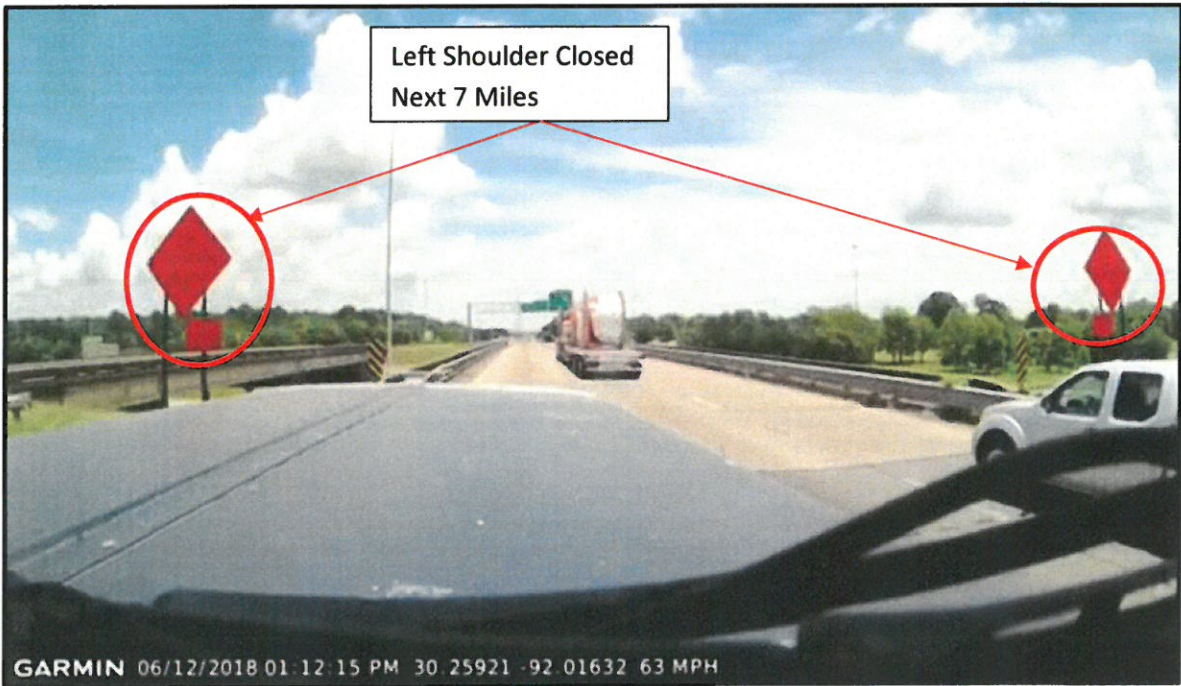 Left Shoulder Closed
Next 7 Miles
GARMIN 06/12/2018 01:12:15 PM 30.25921 -92.01632 63 MPH